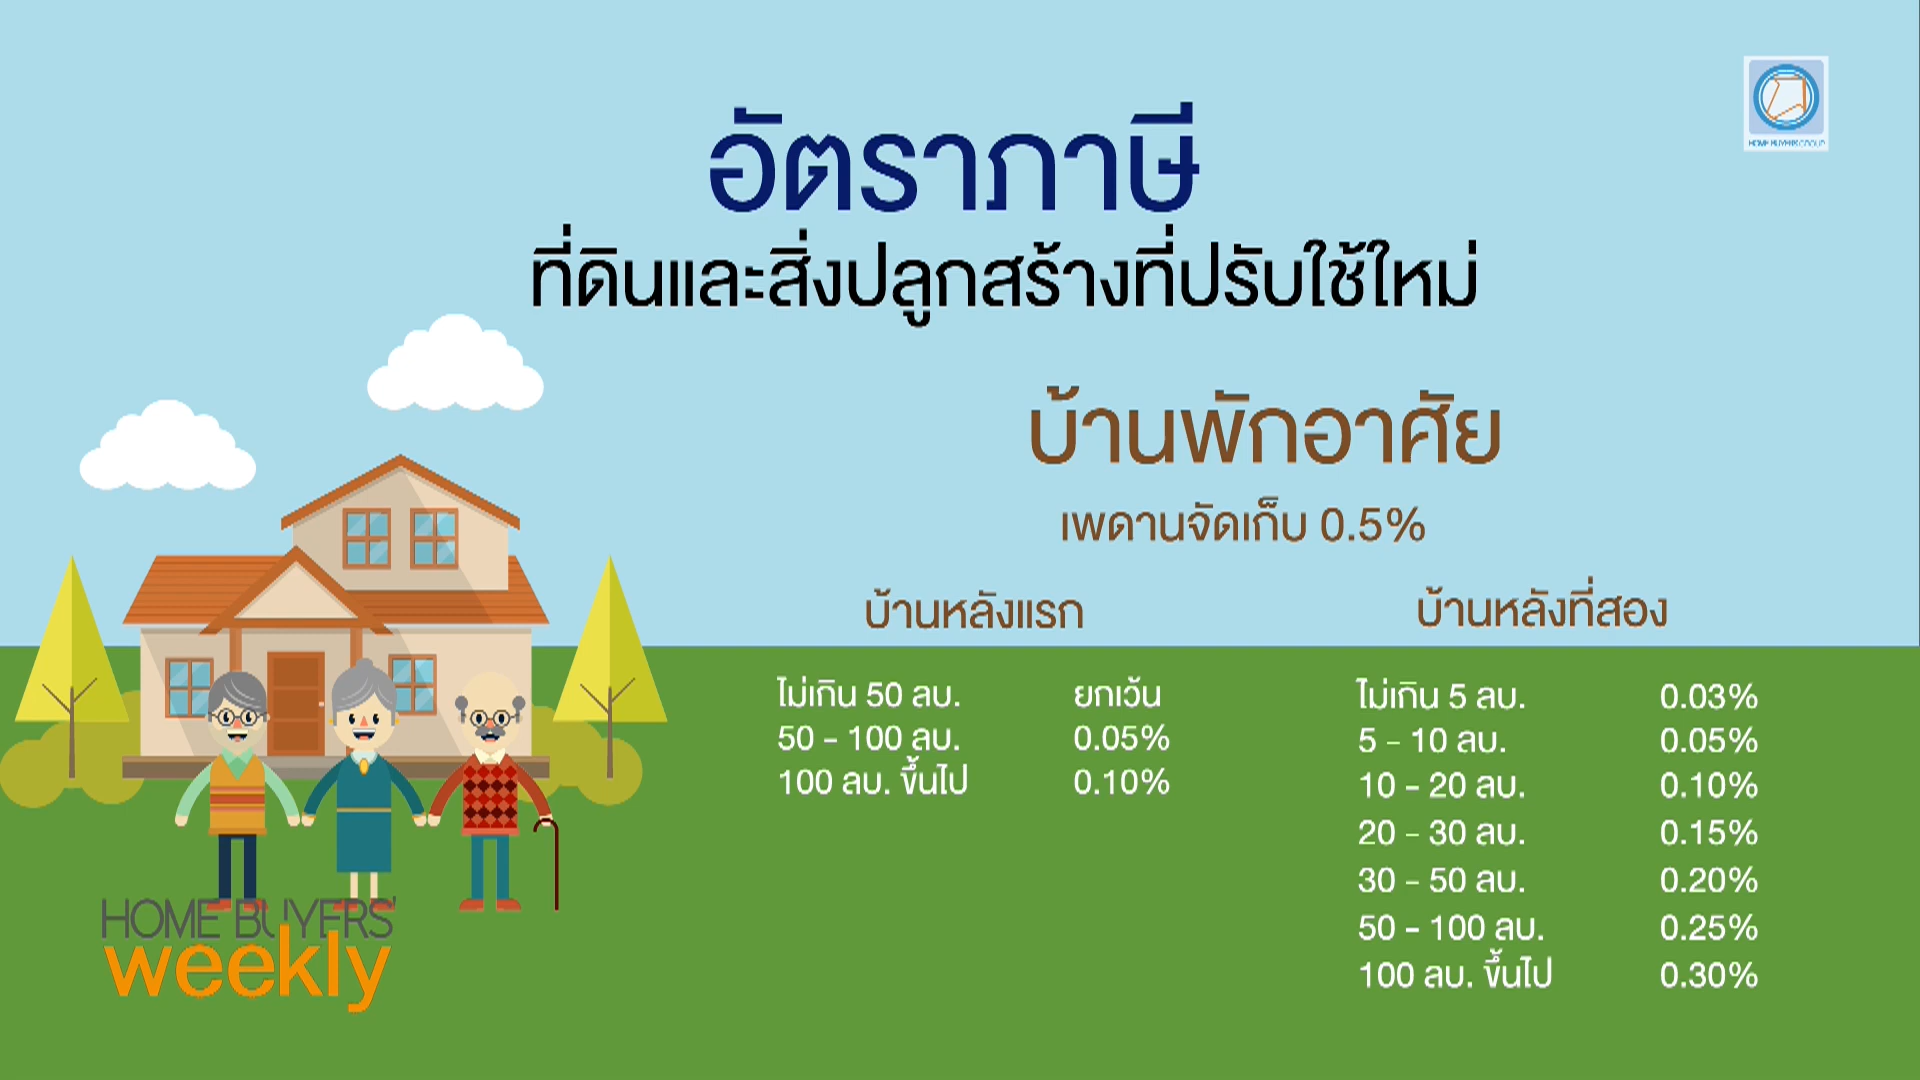 อัตราภาษี
ที่ดินและสิ่งปลูกสร้างที่ปรับใช้ใหม่
บ้านพักอาศัย
เพดานจัดเก็บ 0.5%
บ้านหลังแรก
ไม่เกิน 50 ลบ. ยกเว้น
50 - 100 ลบ. 0.05%
100 ลบ. ขึ้นไป 0.10%
บ้านหลังที่สอง
ไม่เกิน 5 ลบ. 0.03%
5 - 10 ลบ. 0.05%
10 - 20 ลบ. 0.10%
20 - 30 ลบ. 0.15%
30 - 50 ลบ. 0.20%
50 - 100 ลบ. 0.25%
100 ลบ. ขึ้นไป 0.30%
HOME BUYERS'
weekly
HOME BUYERS GROUP